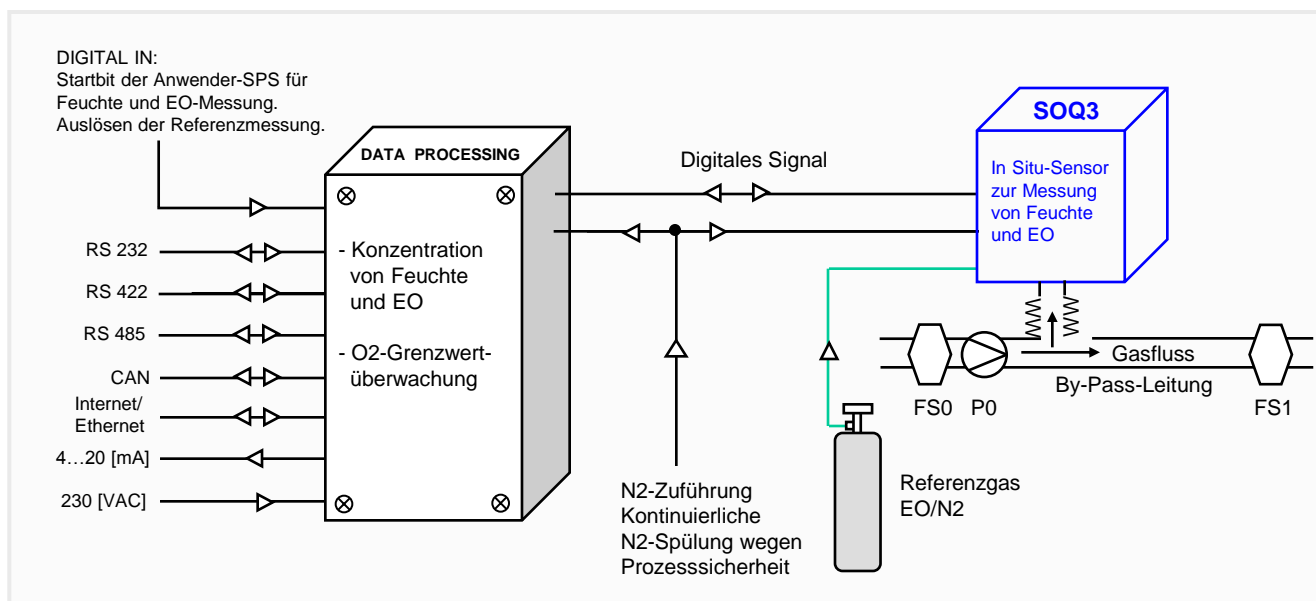 DIGITAL IN:
Startbit der Anwender-SPS für
Feuchte und EO-Messung.
Auslösen der Referenzmessung.
RS 232
RS 422
RS 485
CAN
Internet/
Ethernet
4…20 [mA]
230 [VAC]
DATA PROCESSING
- Konzentration
von Feuchte
und EO
- O2-Grenzwert-
überwachung
Digitales Signal
N2-Zuführung
Kontinuierliche
N2-Spülung wegen
Prozesssicherheit
SOQ3
In Situ-Sensor
zur Messung
von Feuchte
und EO
Gasfluss
By-Pass-Leitung
FS0 P0 FS1
Referenzgas
EO/N2